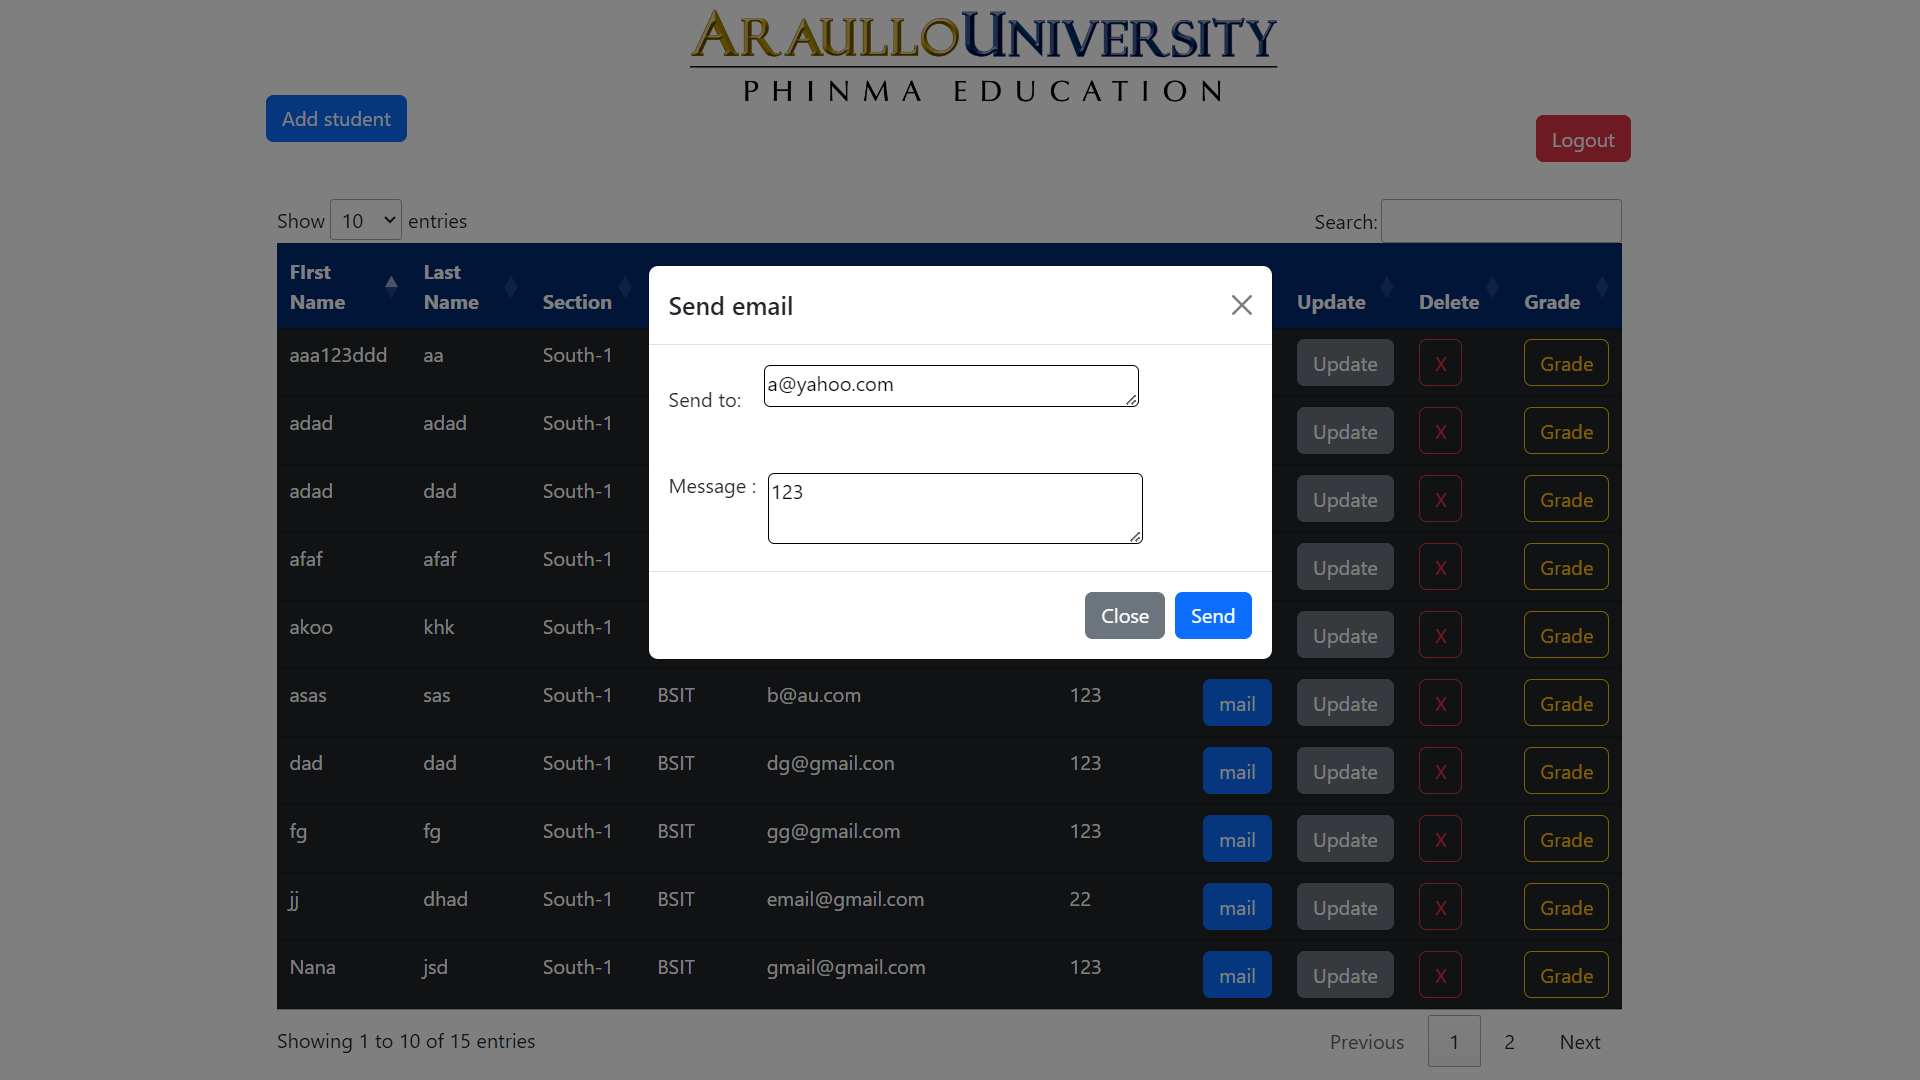 ARAULLOUNIVERSITY
PHINMA EDUCATION
Add student
Logout
Show 10 entries
Search:
FIrst Name
Last Name
Section
Update
Delete
Grade
Send email
Send to:
a@yahoo.com
Message :
123
Close
Send
aaa123ddd aa South-1 Update X Grade
adad adad South-1 Update X Grade
adad dad South-1 Update X Grade
afaf afaf South-1 Update X Grade
akoo khk South-1 Update X Grade
asas sas South-1 BSIT b@au.com 123 mail Update X Grade
dad dad South-1 BSIT dg@gmail.con 123 mail Update X Grade
fg fg South-1 BSIT gg@gmail.com 123 mail Update X Grade
jj dhad South-1 BSIT email@gmail.com 22 mail Update X Grade
Nana jsd South-1 BSIT gmail@gmail.com 123 mail Update X Grade
Showing 1 to 10 of 15 entries
Previous 1 2 Next